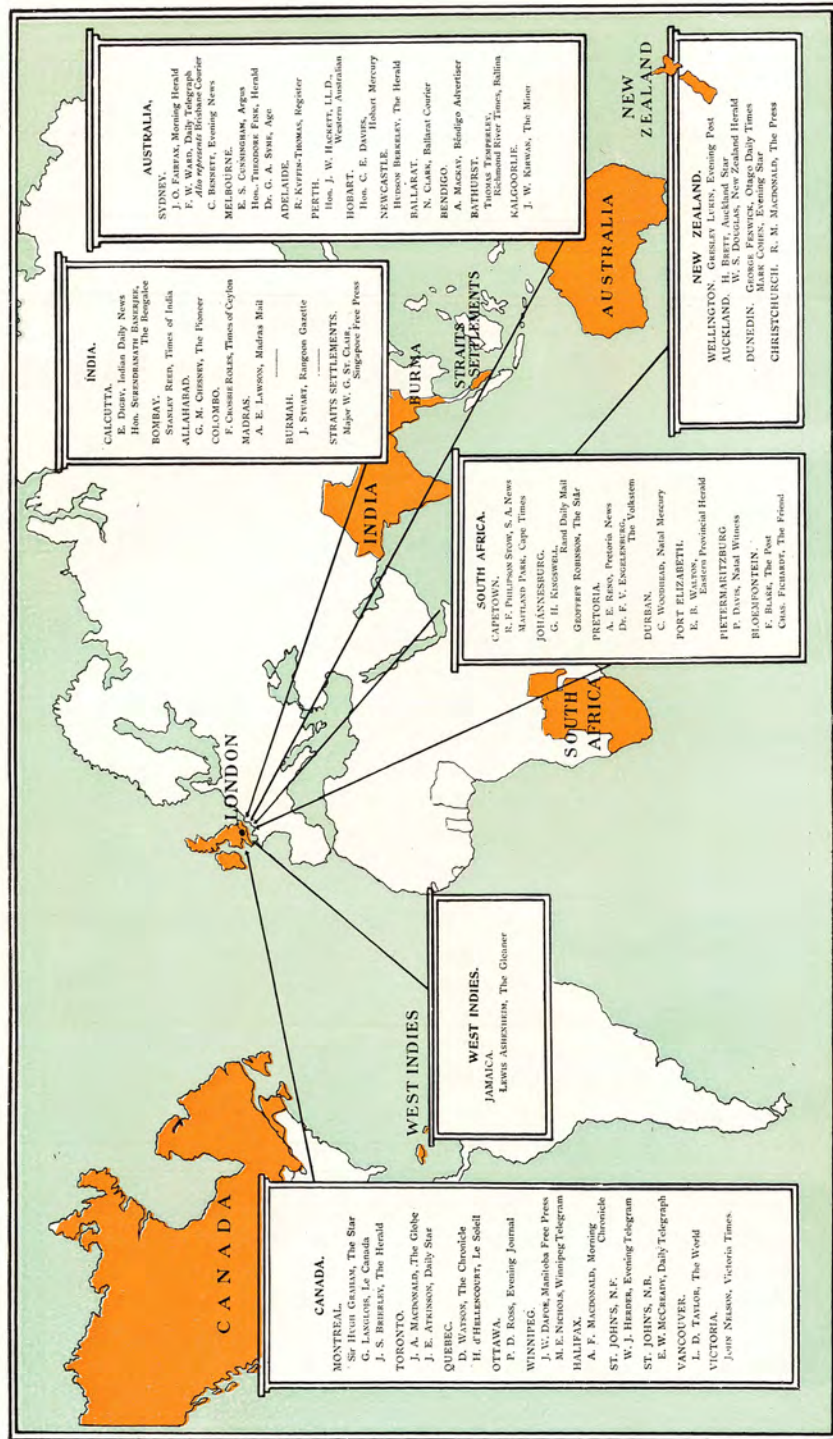 CANADA
LONDON
WEST INDIES
SOUTH
AFRICA
INDIA
BURMA
STRAITS
SETTLEMENTS
AUSTRALIA
NEW
ZEALAND
CANADA.
MONTREAL.
Sir HUGH GRAHAM, The Star
G. LANGLOIS, Le Canada
J. S. BRIERLEY, The Herald
TORONTO.
J. A. MACDONALD, The Globe
J. E. ATKINSON, Daily Star
QUEBEC.
D. WATSON, The Chronicle
H. d'HELLENCOURT, Le Soleil
OTTAWA.
P. D. ROSS, Evening Journal
WINNIPEG.
J. W. DAFOE, Manitoba Free Press
M. E. NICHOLS, Winnipeg Telegram
HALIFAX.
A. F. MACDONALD, Morning
Chronicle
ST. JOHN'S, N.F.
W. J. HERDER, Evening Telegram
ST. JOHN'S, N.B.
E. W. McCREADY, Daily Telegraph
VANCOUVER.
L. D. TAYLOR, The World
VICTORIA.
JOHN NELSON, Victoria Times.
WEST INDIES.
JAMAICA.
LEWIS ASHENHEIM, The Gleaner
INDIA.
CALCUTTA.
E. DIGBY, Indian Daily News
Hon. SURENDRANATH BANERJEE,
The Bengalee
BOMBAY.
STANLEY REED, Times of India
ALLAHABAD.
G. M. CHESNEY, The Pioneer
COLOMBO.
F. CROSBIE ROLES, Times of Ceylon
MADRAS.
A. E. LAWSON, Madras Mail
BURMAH.
J. STUART, Rangoon Gazette
STRAITS SETTLEMENTS.
Major W. G. ST. CLAIR,
Singapore Free Press
SOUTH AFRICA.
CAPETOWN.
R. F. PHILIPSON STOW, S. A. News
MAITLAND PARK, Cape Times
JOHANNESBURG.
G. H. KINGSWELL,
Rand Daily Mail
GEOFFREY ROBINSON, The Star
PRETORIA.
A. E. RENO, Pretoria News
Dr. F. V. ENGELENBURG,
The Volkstem
DURBAN.
C. WOODHEAD, Natal Mercury
PORT ELIZABETH.
E. B. WALTON,
Eastern Provincial Herald
PIETERMARITZBURG
P. DAVIS, Natal Witness
BLOEMFONTEIN.
F. BLAKE, The Post
CHAS. FICHARDT, The Friend
AUSTRALIA.
SYDNEY.
J. O. FAIRFAX, Morning Herald
F. W. WARD, Daily Telegraph
Also represents Brisbane Courier
C. BENNETT, Evening News
MELBOURNE.
E. S. CUNNINGHAM, Argus
Hon. THEODORE FINK, Herald
Dr. G. A. SYME, Age
ADELAIDE.
R. KYFFIN-THOMAS, Register
PERTH.
Hon. J. W. HACKETT, LL.D.,
Western Australian
HOBART.
Hon. C. E. DAVIES,
Hobart Mercury
NEWCASTLE.
HUDSON BERKELEY, The Herald
BALLARAT.
N. CLARK, Ballarat Courier
BENDIGO.
A. MACKAY, Bendigo Advertiser
BATHURST.
THOMAS TEMPERLEY,
Richmond River Times, Ballina
KALGOORLIE.
J. W. KIRWAN, The Miner
NEW ZEALAND.
WELLINGTON. GRESLEY LUKIN, Evening Post
AUCKLAND. H. BRETT, Auckland Star
W. S. DOUGLAS, New Zealand Herald
DUNEDIN. GEORGE FENWICK, Otago Daily Times
MARK COHEN, Evening Star
CHRISTCHURCH. R. M. MACDONALD, The Press